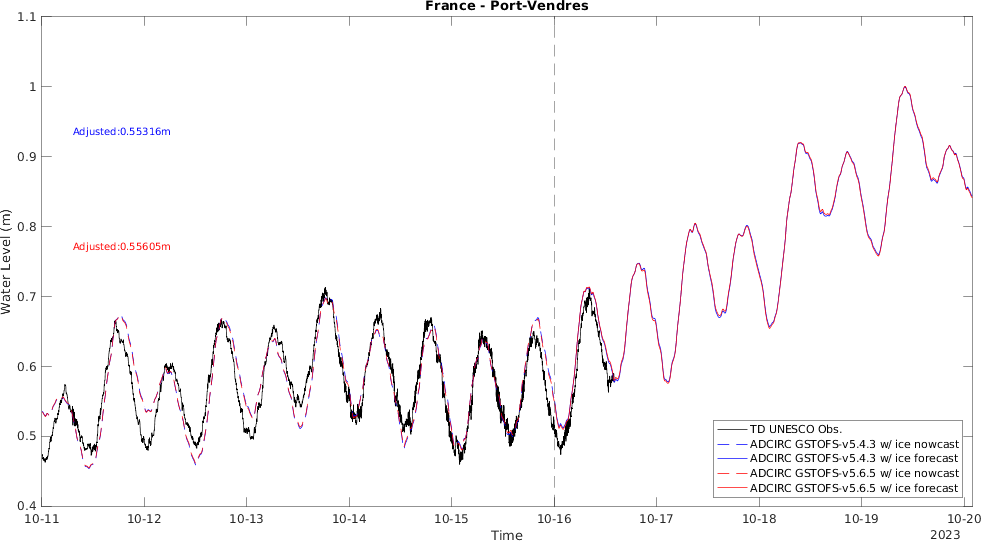 France - Port-Vendres
1.1
1
0.9
0.8
0.7
0.6
0.5
0.4
Water Level (m)
Adjusted:0.55316m
Adjusted:0.55605m
TD UNESCO Obs.
ADCIRC GSTOFS-v5.4.3 w/ ice nowcast
ADCIRC GSTOFS-v5.4.3 w/ ice forecast
ADCIRC GSTOFS-v5.6.5 w/ ice nowcast
ADCIRC GSTOFS-v5.6.5 w/ ice forecast
10-11 10-12 10-13 10-14 10-15 10-16 10-17 10-18 10-19 10-20
Time
2023